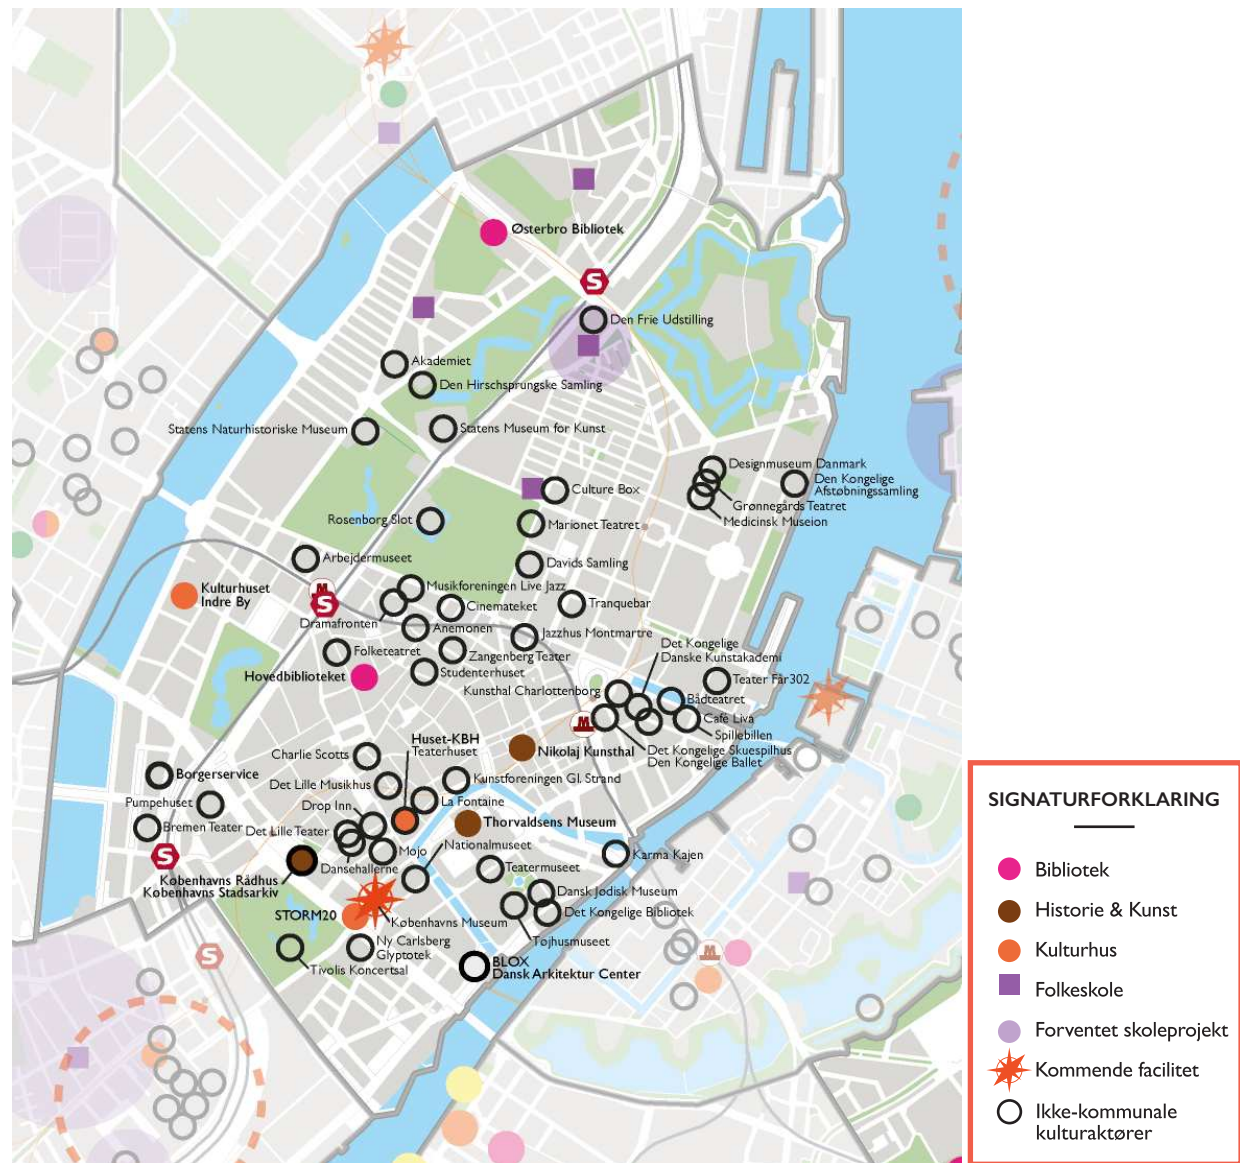 Østerbro Bibliotek
S
Den Frie Udstilling
Akademiet
Den Hirschsprungske Samling
Statens Naturhistoriske Museum
Statens Museum for Kunst
Designmuseum Danmark
Den Kongelige
Afstøbningssamling
Grønnegårds Teatret
Medicinsk Museion
Culture Box
Rosenborg Slot
Marionet Teatret
Arbejdermuseet
Davids Samling
Kulturhuset
Indre By
M
S
Musikforeningen Live Jazz
Cinemateket
Tranquebar
Dramafronten
Anemonen
Jazzhus Montmartre
Folketeatret
Zangenberg Teater
Det Kongelige
Danske Kunstakademi
Hovedbiblioteket
Studenterhuset
Teater Får302
Kunsthal Charlottenborg
Bådteatret
Café Liva
Spillebillen
M
Huset-KBH
Teaterhuset
Nikolaj Kunsthal
Det Kongelige Skuespilhus
Den Kongelige Ballet
Charlie Scotts
Borgerservice
Det Lille Musikhus
Kunstforeningen Gl. Strand
Pumpehuset
Drop Inn
La Fontaine
Bremen Teater
Det Lille Teater
Thorvaldsens Museum
S
Mojo
Nationalmuseet
Karma Kajen
Dansehallerne
Teatermuseet
Københavns Rådhus
Københavns Stadsarkiv
Dansk Jødisk Museum
STORM20
Københavns Museum
Det Kongelige Bibliotek
Ny Carlsberg
Glyptotek
Tøjhusmuseet
S
M
Tivolis Koncertsal
BLOX
Dansk Arkitektur Center
SIGNATURFORKLARING
Bibliotek
Historie & Kunst
Kulturhus
Folkeskole
Forventet skoleprojekt
Kommende facilitet
Ikke-kommunale
kulturaktører